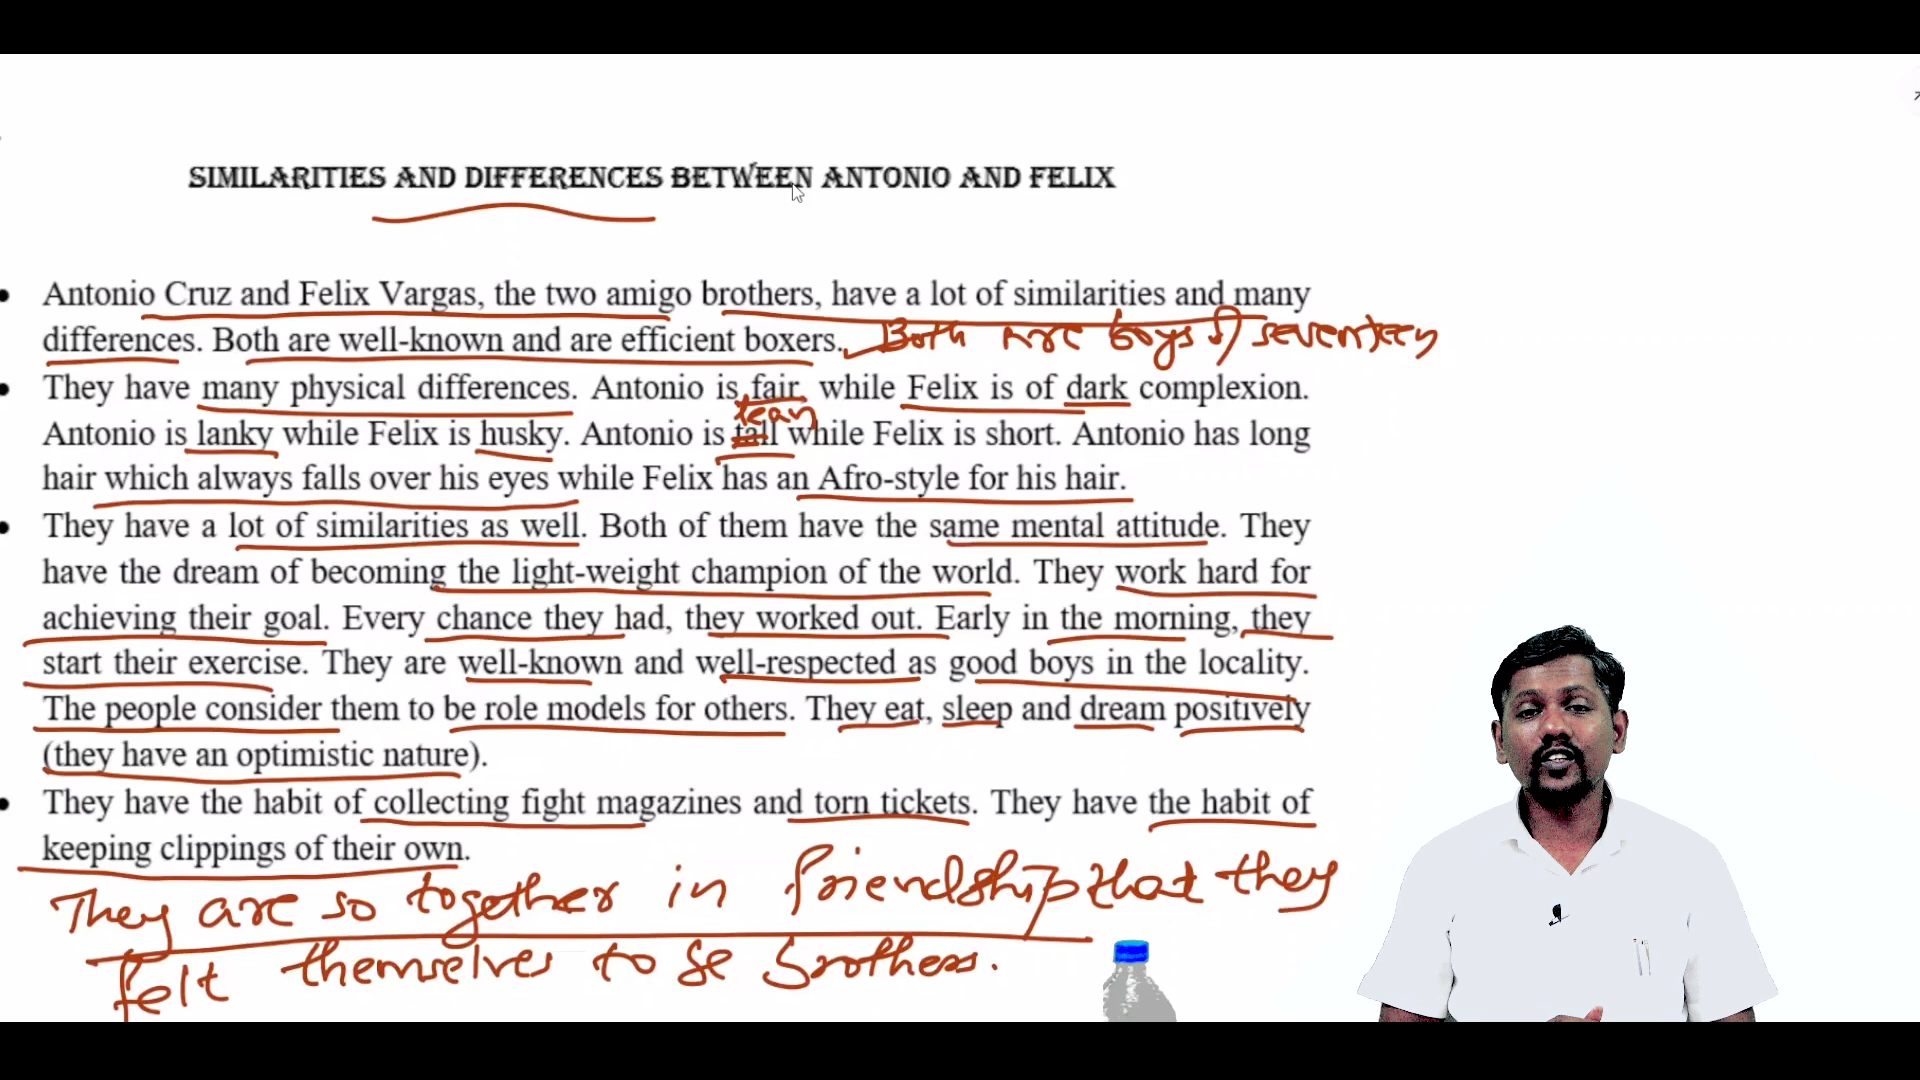 SIMILARITIES AND DIFFERENCES BETWEEN ANTONIO AND FELIX
• Antonio Cruz and Felix Vargas, the two amigo brothers, have a lot of similarities and many
differences. Both are well-known and are efficient boxers. Both are boys of seventeen
• They have many physical differences. Antonio is fair while Felix is of dark complexion.
lean
Antonio is lanky while Felix is husky. Antonio is tall while Felix is short. Antonio has long
hair which always falls over his eyes while Felix has an Afro-style for his hair.
• They have a lot of similarities as well. Both of them have the same mental attitude. They
have the dream of becoming the light-weight champion of the world. They work hard for
achieving their goal. Every chance they had, they worked out. Early in the morning, they
start their exercise. They are well-known and well-respected as good boys in the locality.
The people consider them to be role models for others. They eat, sleep and dream positively
(they have an optimistic nature).
• They have the habit of collecting fight magazines and torn tickets. They have the habit of
keeping clippings of their own.
They are so together in friendship that they
felt themselves to be brothers.